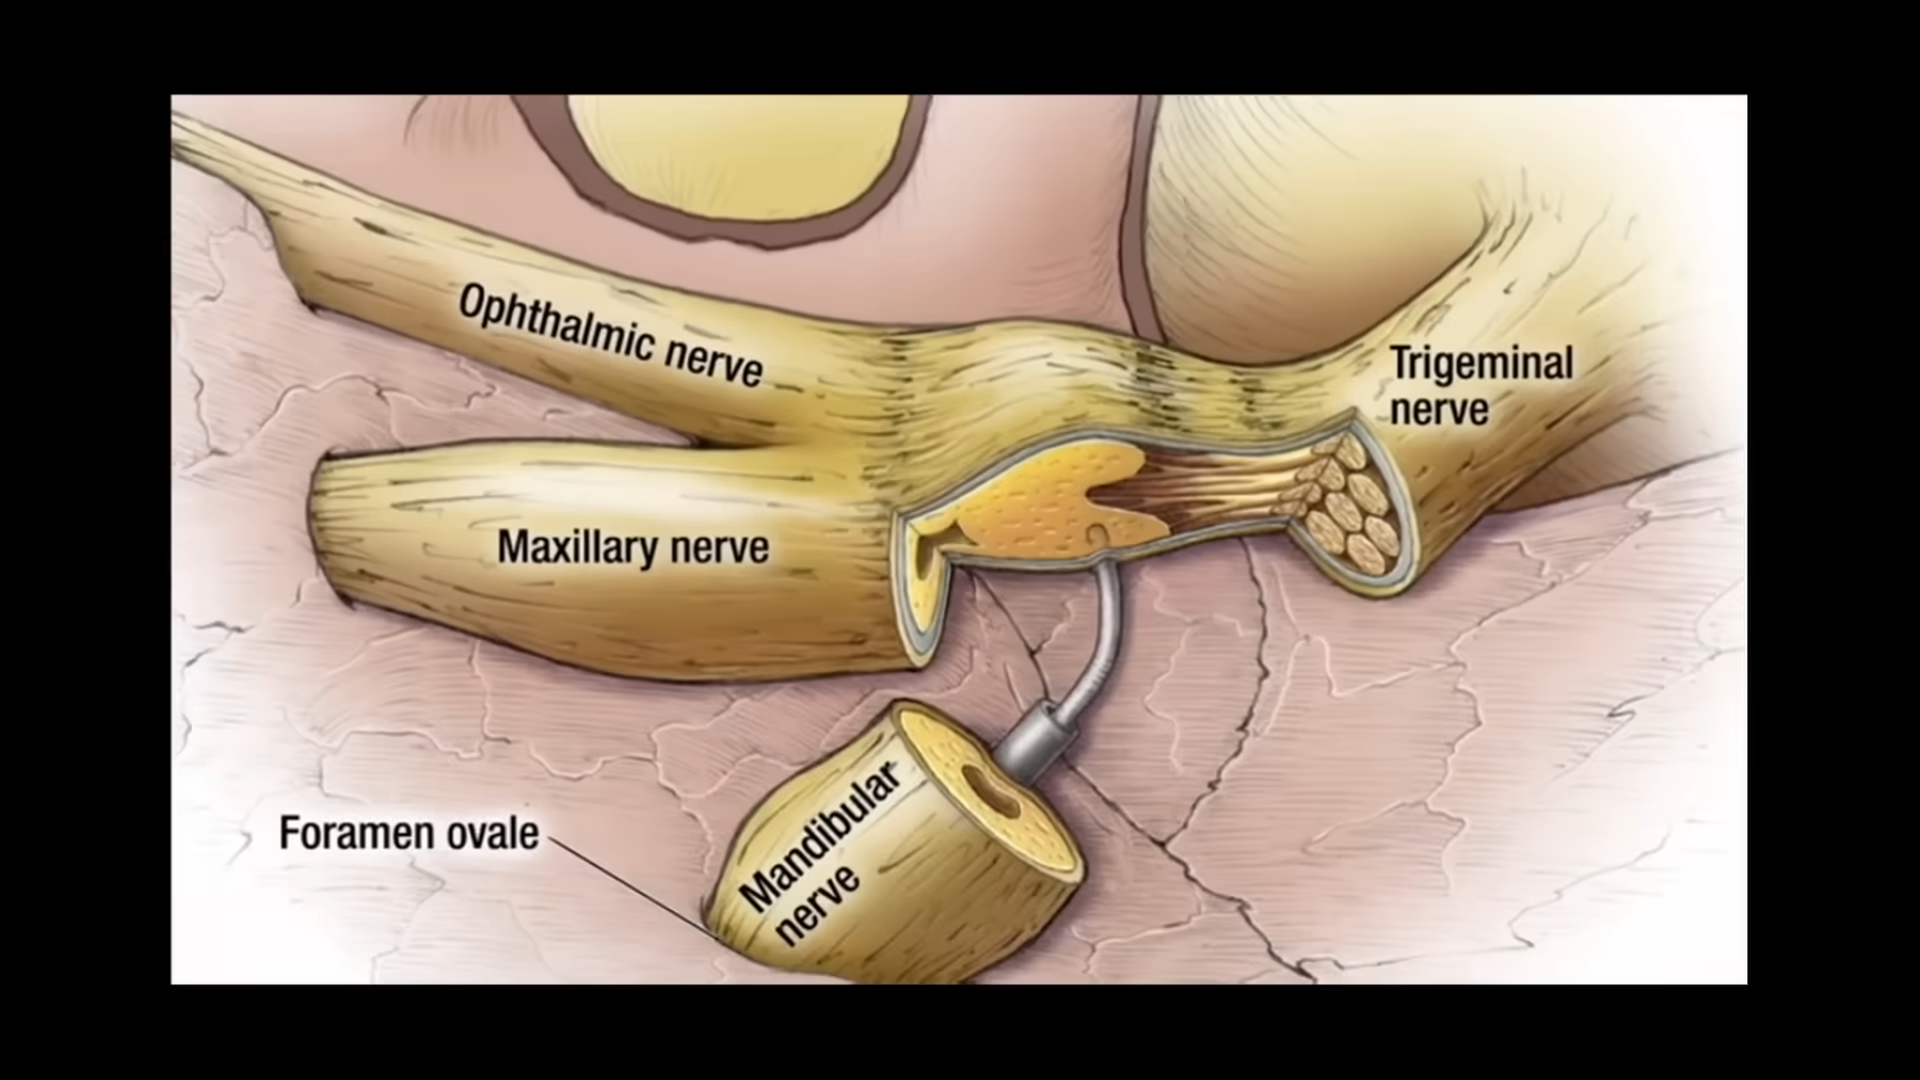 Ophthalmic nerve
Trigeminal
nerve
Maxillary nerve
Foramen ovale
Mandibular
nerve